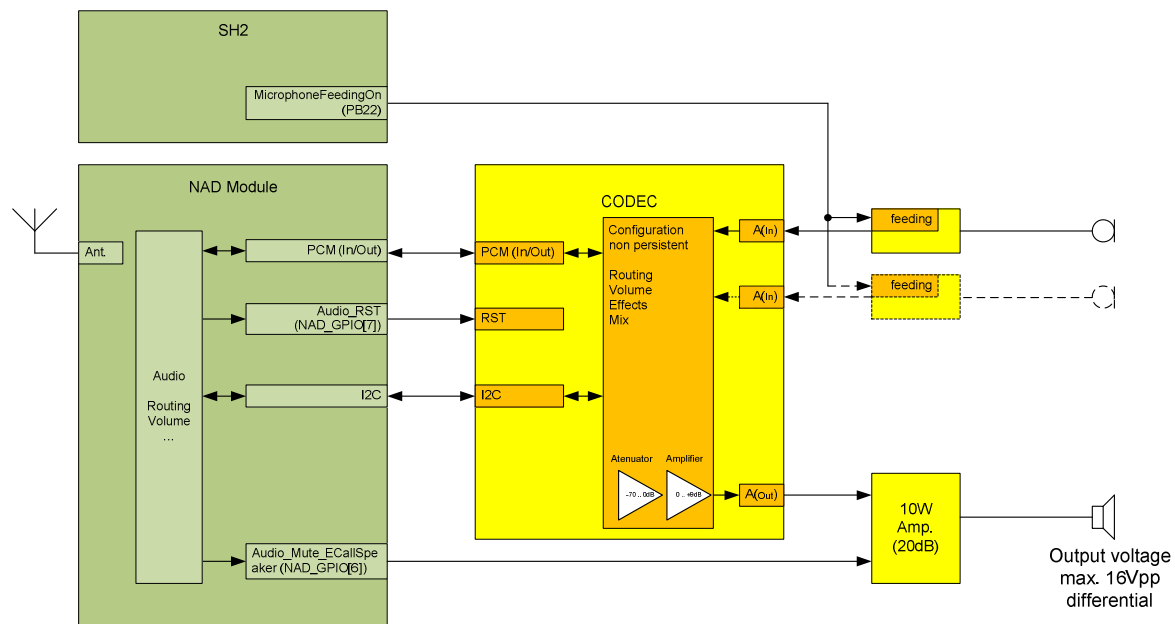 SH2
MicrophoneFeedingOn
(PB22)
NAD Module
Ant.
Audio
Routing
Volume
...
PCM (In/Out)
Audio_RST
(NAD_GPIO[7])
I2C
Audio_Mute_ECallSpe
aker (NAD_GPIO[6])
CODEC
PCM (In/Out)
RST
I2C
Configuration
non persistent
Routing
Volume
Effects
Mix
Atenuator
Amplifier
-70 .. 0dB
A(In)
A(In)
A(Out)
feeding
feeding
10W
Amp.
(20dB)
Output voltage
max. 16Vpp
differential